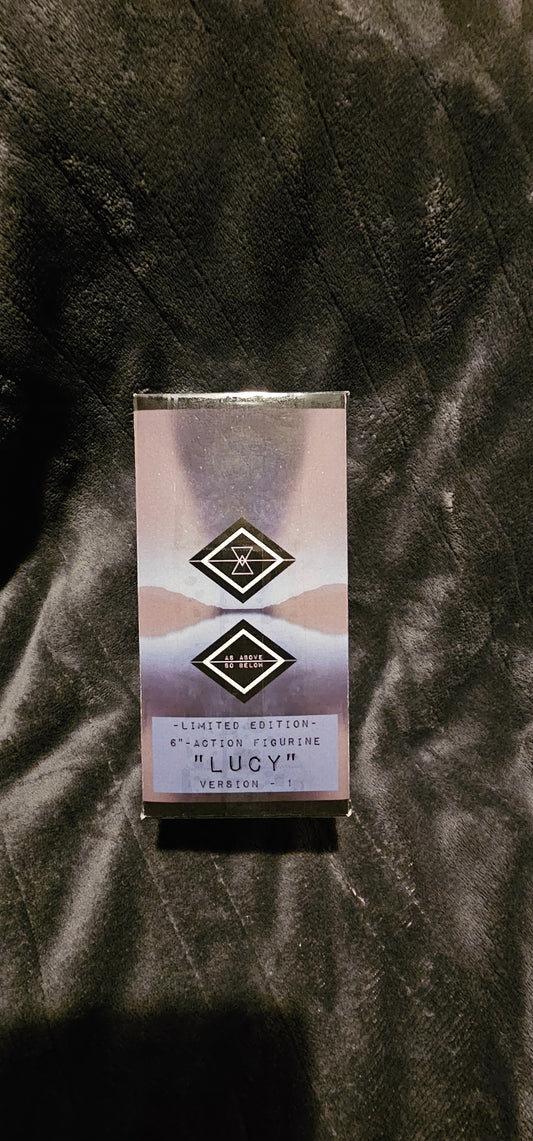 AS ABOVE
SO BELOW
-LIMITED EDITION-
6"-ACTION FIGURINE
"LUCY"
VERSION - 1